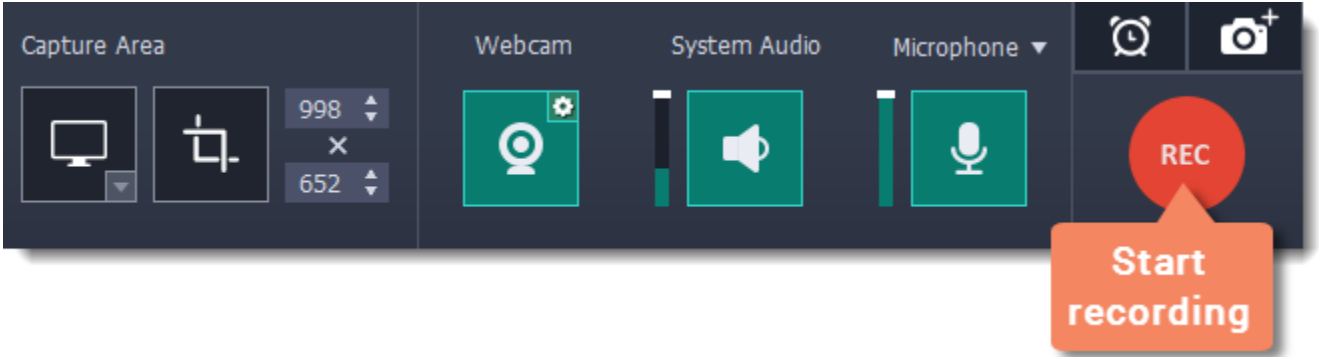 Capture Area
Webcam
System Audio
Microphone
998
×
652
REC
Start
recording